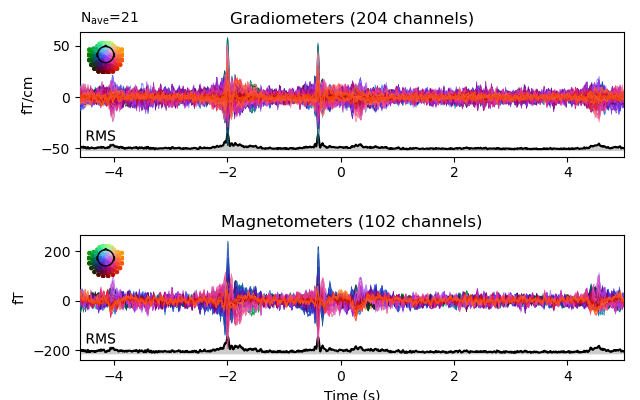 N_ave=21
Gradiometers (204 channels)
50
0
−50
fT/cm
RMS
−4 −2 0 2 4
Magnetometers (102 channels)
200
0
−200
fT
RMS
−4 −2 0 2 4
Time (s)